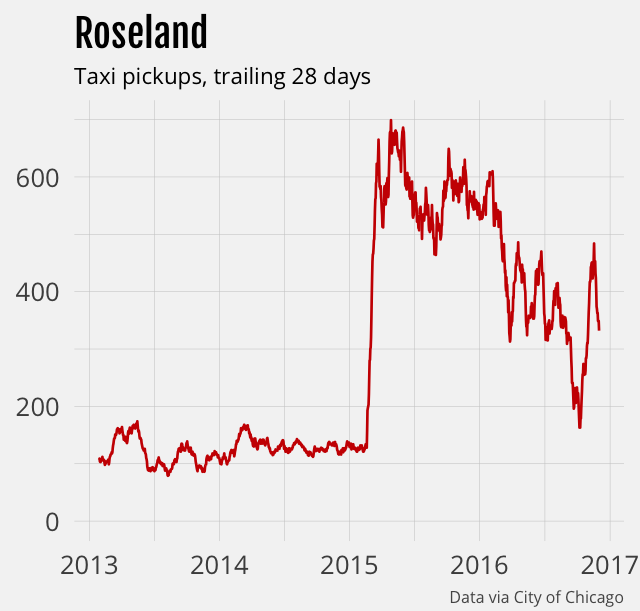 Roseland
Taxi pickups, trailing 28 days
600
400
200
0
2013 2014 2015 2016 2017
Data via City of Chicago